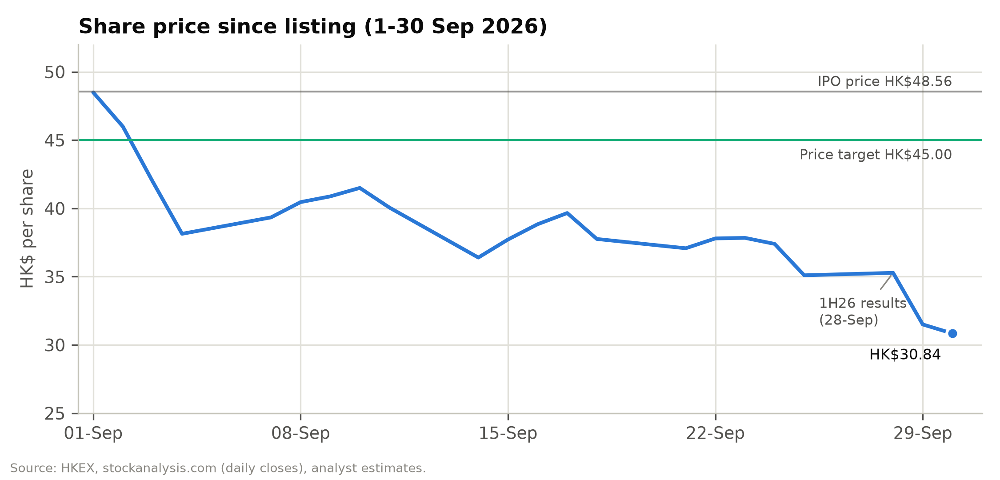 Share price since listing (1-30 Sep 2026)
HK$ per share
50
45
40
35
30
25
IPO price HK$48.56
Price target HK$45.00
1H26 results
(28-Sep)
HK$30.84
01-Sep
08-Sep
15-Sep
22-Sep
29-Sep
Source: HKEX, stockanalysis.com (daily closes), analyst estimates.